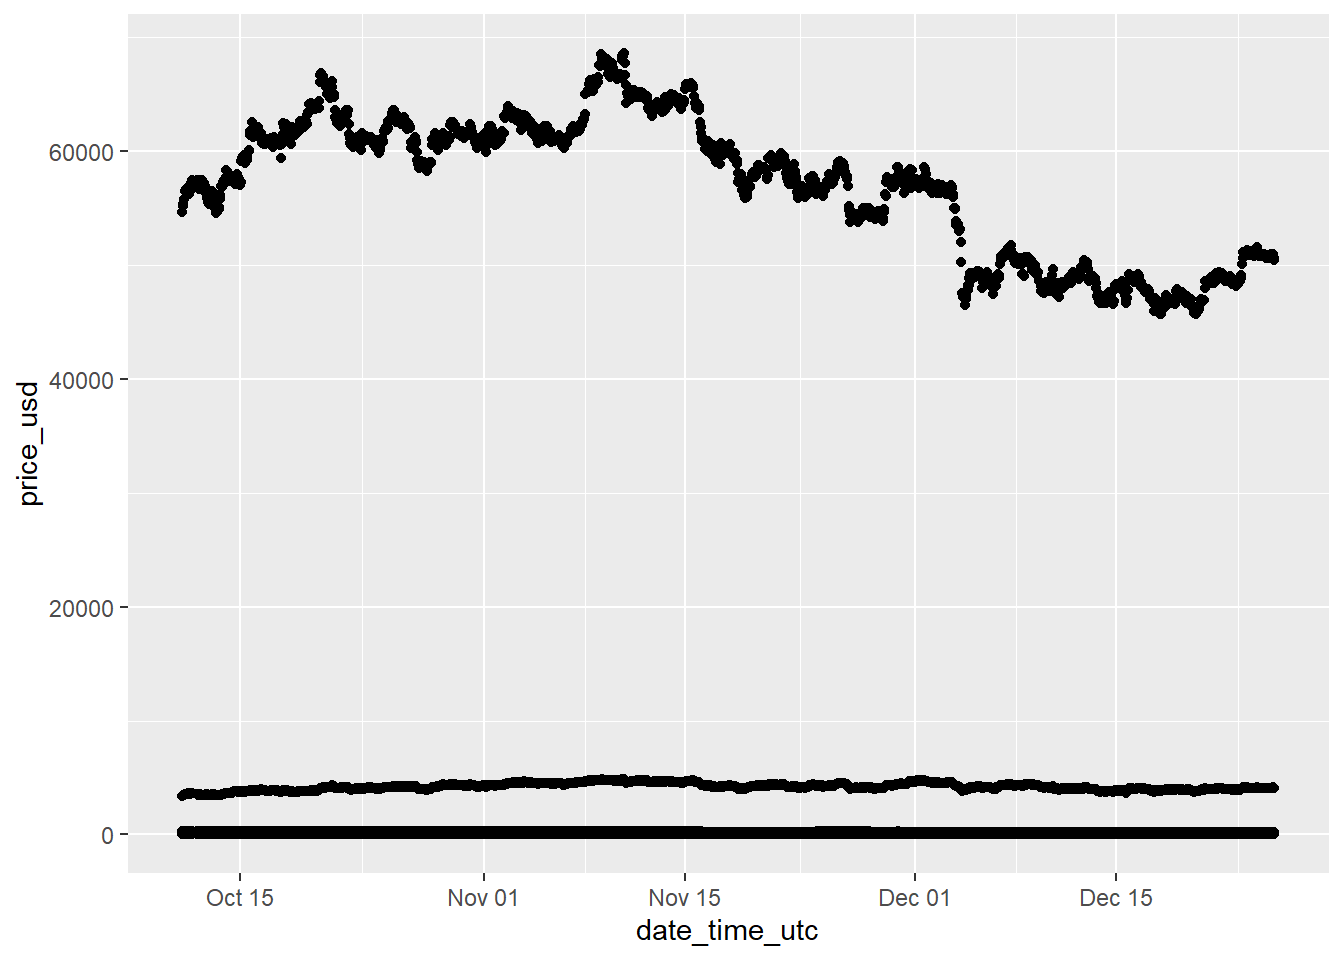 price_usd
60000
40000
20000
0
Oct 15
Nov 01
Nov 15
Dec 01
Dec 15
date_time_utc